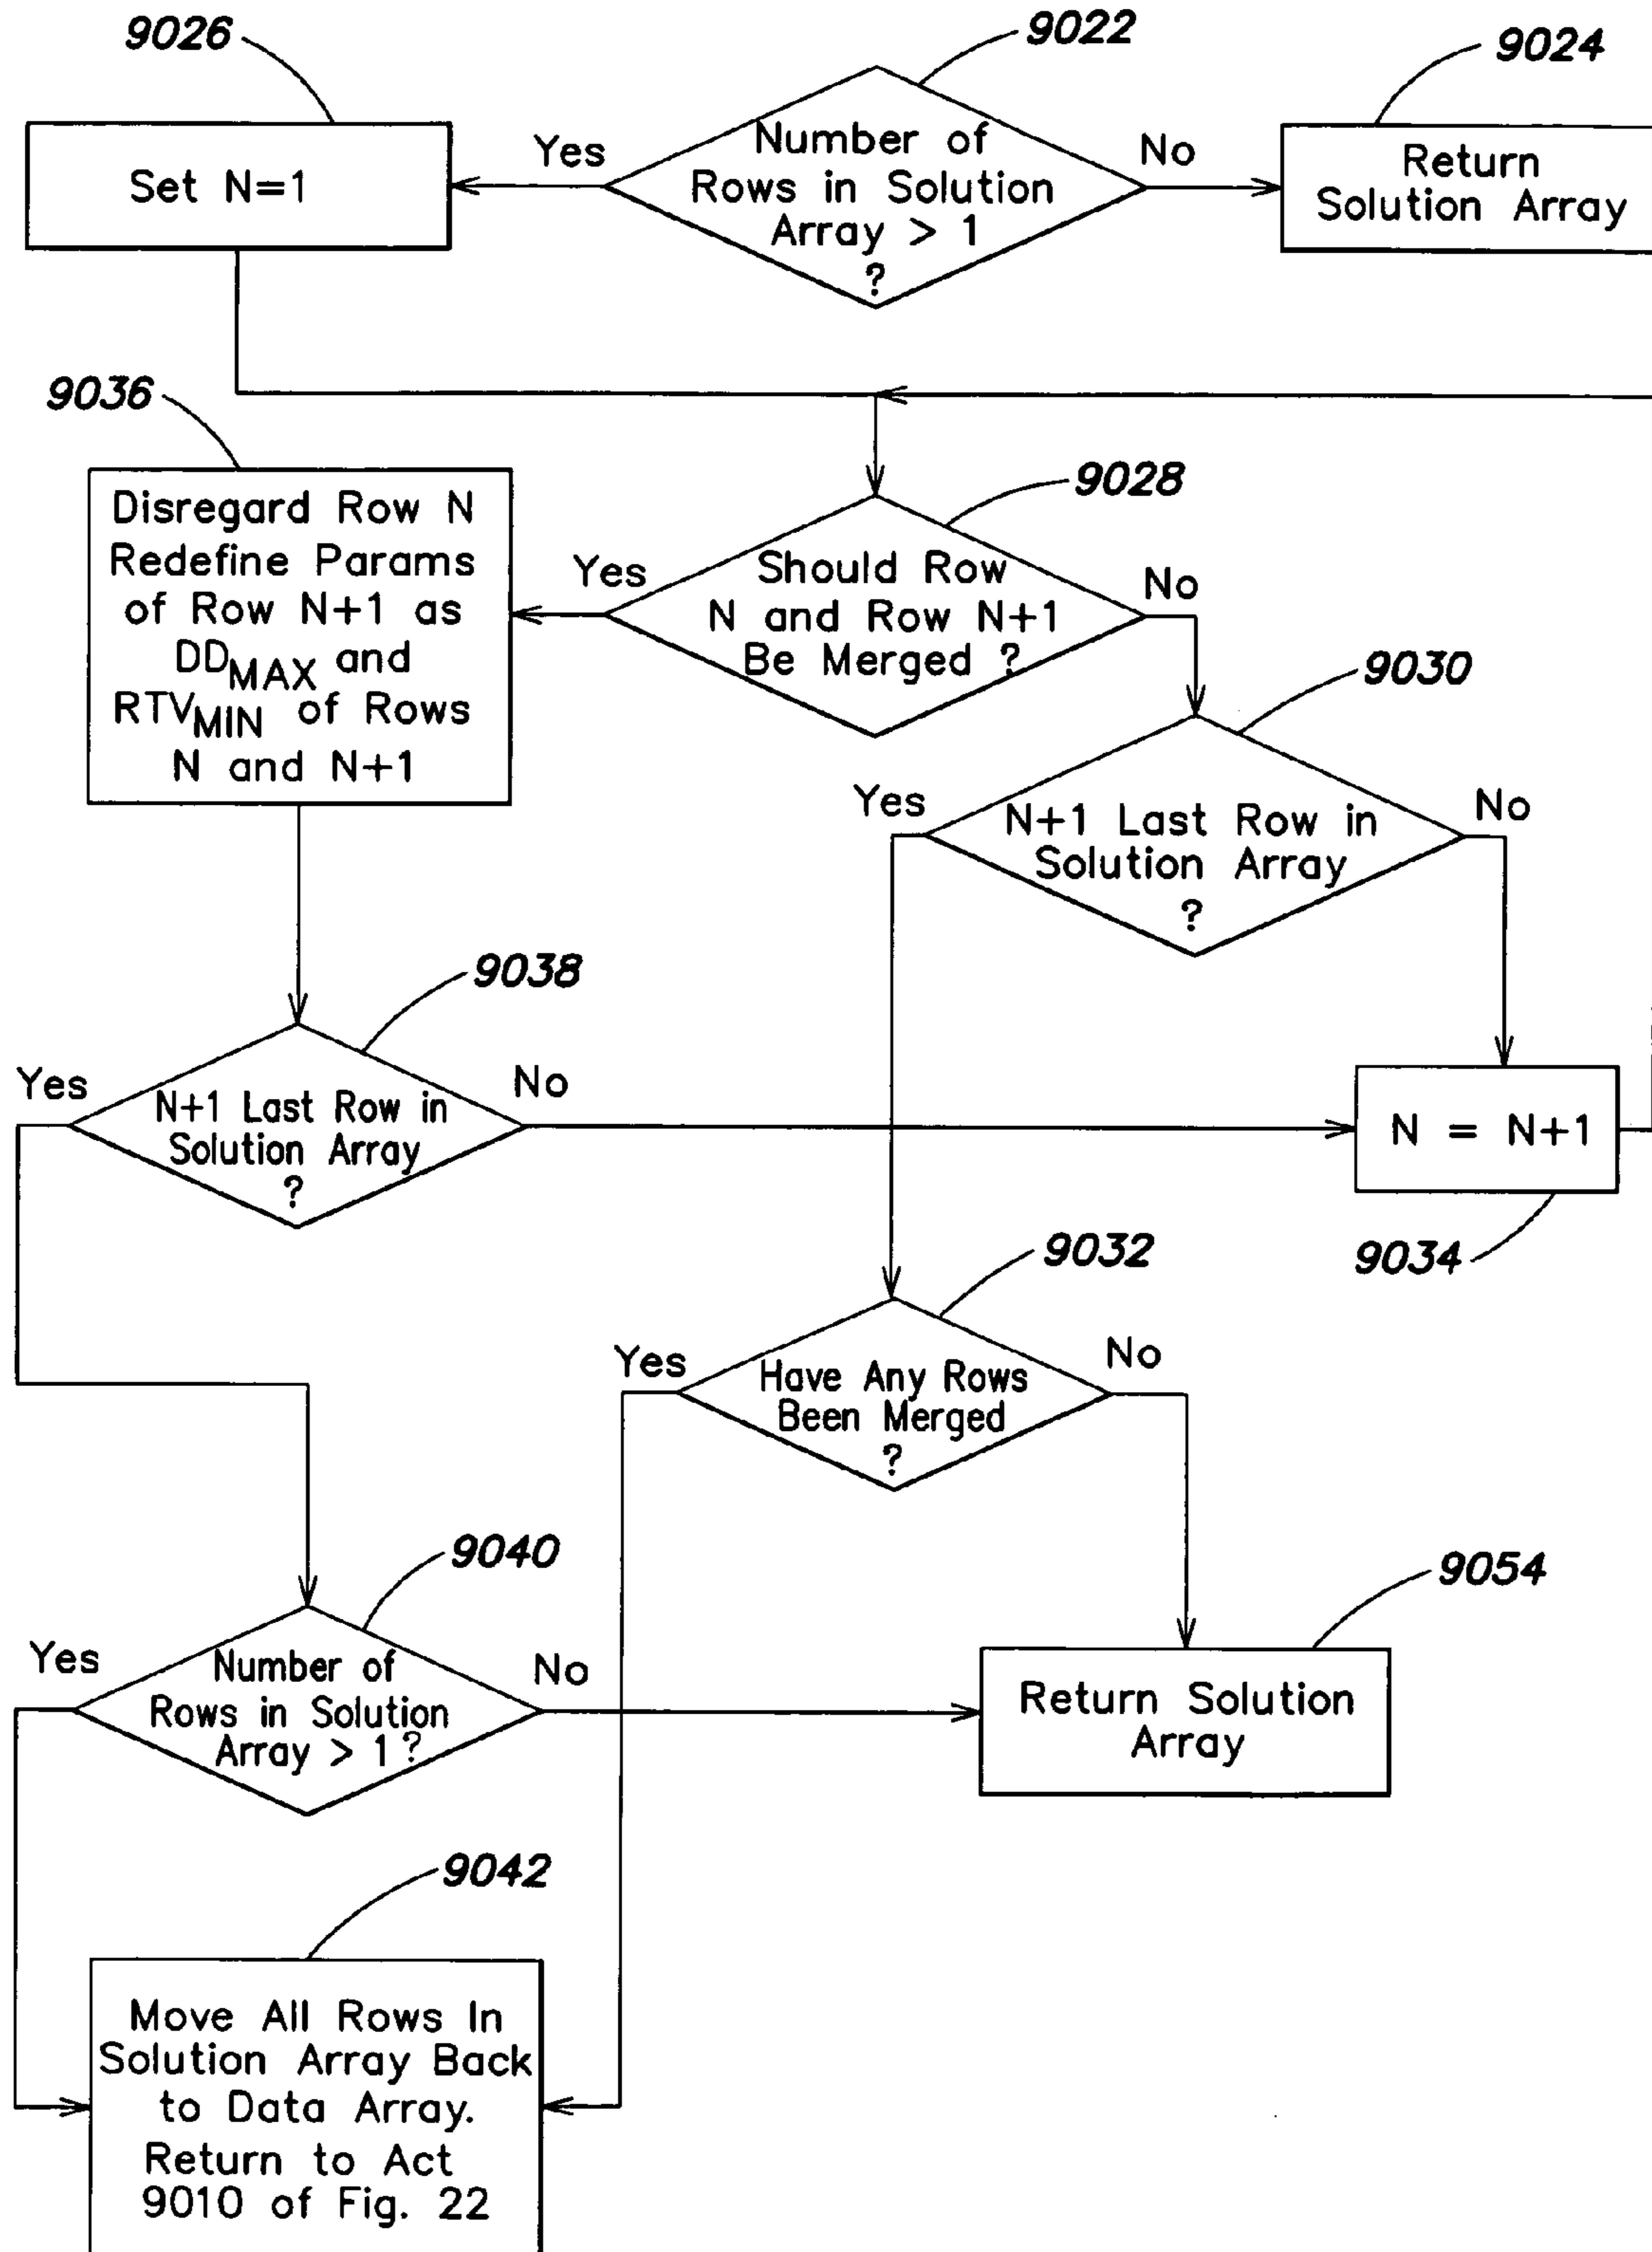 9026
9022
9024
Set N=1
Yes
Number of
Rows in Solution
Array > 1
?
No
Return
Solution Array
9036
9028
Disregard Row N
Redefine Params
of Row N+1 as
DDMAX and
RTVMIN of Rows
N and N+1
Yes
Should Row
N and Row N+1
Be Merged ?
No
9030
Yes
N+1 Last Row in
Solution Array
?
No
9038
Yes
N+1 Last Row in
Solution Array
?
No
N = N+1
9034
9032
Yes
Have Any Rows
Been Merged
?
No
9040
9054
Yes
Number of
Rows in Solution
Array > 1 ?
No
Return Solution
Array
9042
Move All Rows In
Solution Array Back
to Data Array.
Return to Act
9010 of Fig. 22